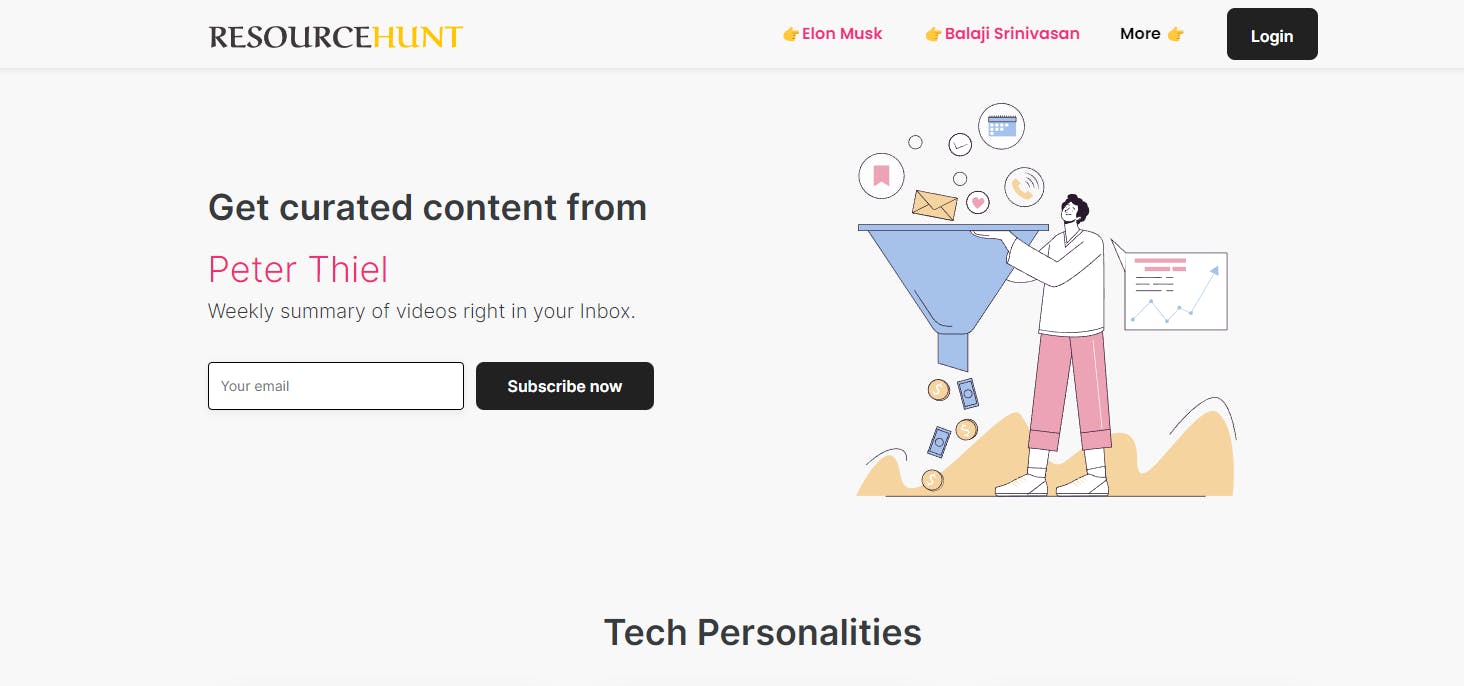 RESOURCEHUNT
👉Elon Musk
👉Balaji Srinivasan
More 👉
Login
Get curated content from
Peter Thiel
Weekly summary of videos right in your Inbox.
Your email
Subscribe now
$
$
$
Tech Personalities